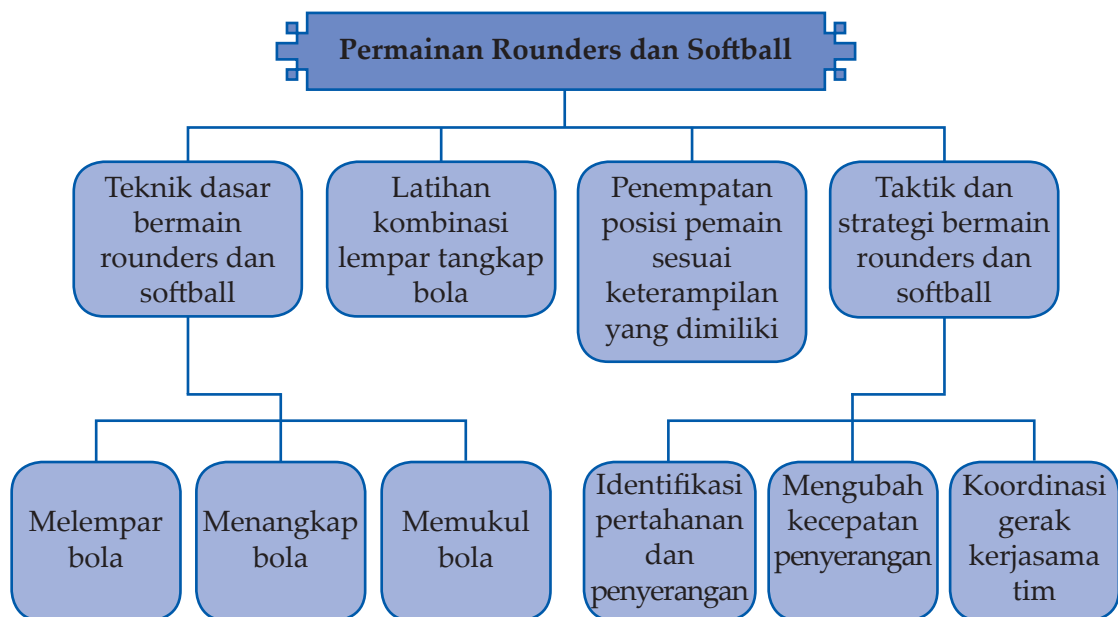 Permainan Rounders dan Softball
Teknik dasar
bermain
rounders dan
softball
Latihan
kombinasi
lempar tangkap
bola
Penempatan
posisi pemain
sesuai
keterampilan
yang dimiliki
Taktik dan
strategi bermain
rounders dan
softball
Melempar
bola
Menangkap
bola
Memukul
bola
Identifikasi
pertahanan
dan
penyerangan
Mengubah
kecepatan
penyerangan
Koordinasi
gerak
kerjasama
tim